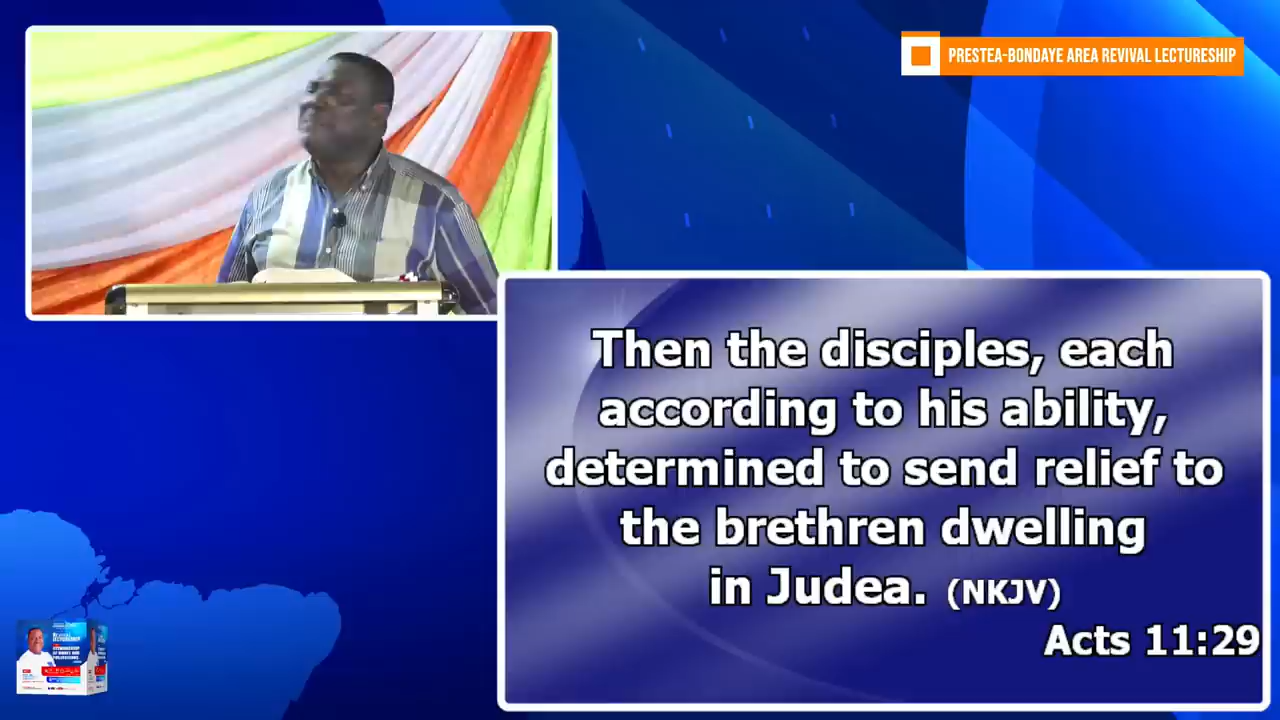 PRESTEA-BONDAYE AREA REVIVAL LECTURESHIP
Then the disciples, each
according to his ability,
determined to send relief to
the brethren dwelling
in Judea. (NKJV)
Acts 11:29